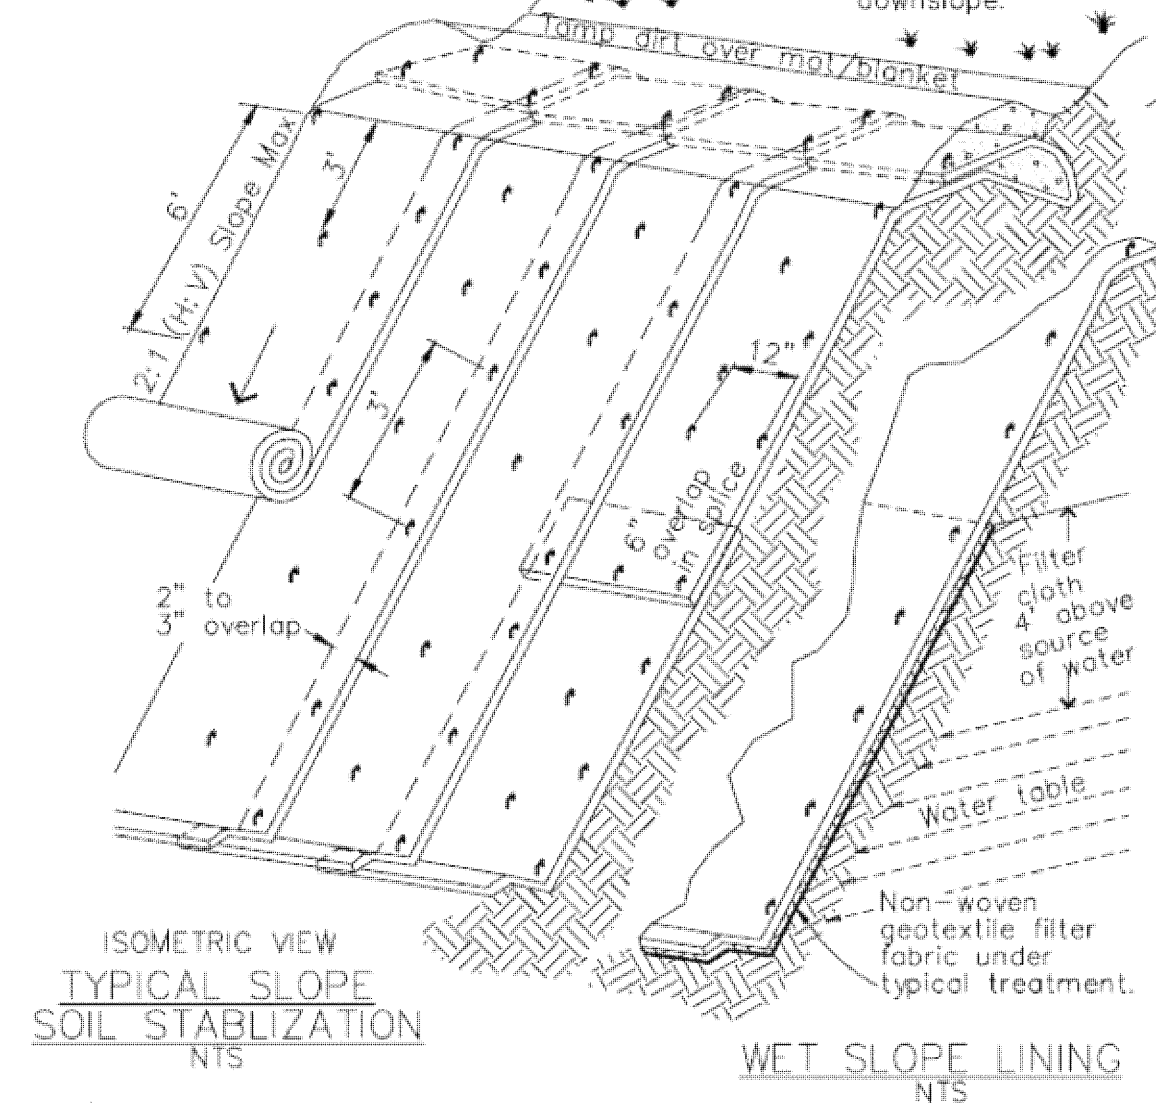 downslope.
Tamp dirt over mat/blanket
6'
2:1 (H:V) Slope Max
3'
12"
3'
6"
overlap
in splice
2" to
3" overlap
Filter
cloth
4' above
source
of water
Water table
Non-woven
geotextile filter
fabric under
typical treatment.
ISOMETRIC VIEW
TYPICAL SLOPE
SOIL STABLIZATION
NTS
WET SLOPE LINING
NTS